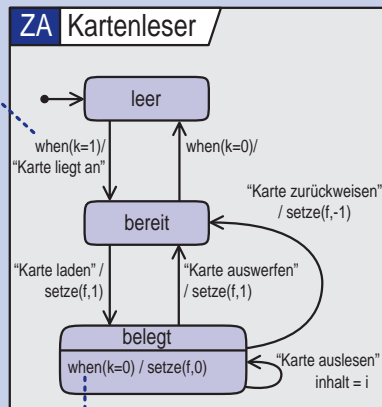 ZA Kartenleser
leer
when(k=1)/
"Karte liegt an"
when(k=0)/
"Karte zurückweisen"
/ setze(f,-1)
bereit
"Karte laden" /
setze(f,1)
"Karte auswerfen"
/ setze(f,1)
belegt
when(k=0) / setze(f,0)
"Karte auslesen"
inhalt = i